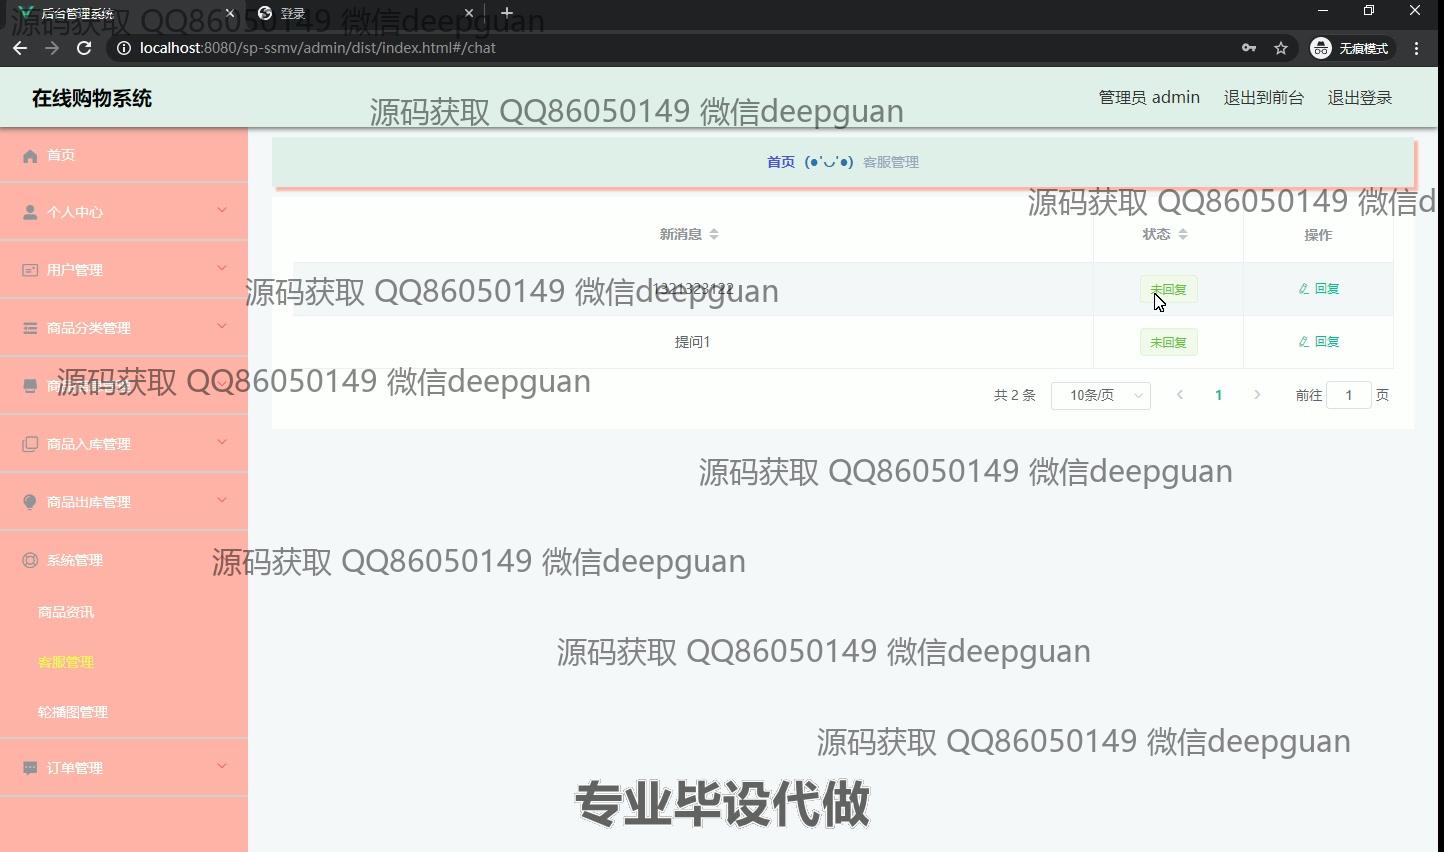 后台管理系统
登录
源码获取 QQ86050149 微信deepguan
localhost:8080/sp-ssmv/admin/dist/index.html#/chat
无痕模式
在线购物系统
管理员 admin 退出到前台 退出登录
源码获取 QQ86050149 微信deepguan
首页
首页 (●'◡'●) 客服管理
源码获取 QQ86050149 微信d
个人中心
新消息 状态 操作
用户管理
1321323122 未回复 回复
源码获取 QQ86050149 微信deepguan
商品分类管理
提问1 未回复 回复
源码获取 QQ86050149 微信deepguan
共 2 条 10条/页 1 前往 1 页
商品入库管理
源码获取 QQ86050149 微信deepguan
商品出库管理
系统管理
源码获取 QQ86050149 微信deepguan
商品资讯
客服管理
源码获取 QQ86050149 微信deepguan
轮播图管理
源码获取 QQ86050149 微信deepguan
订单管理
专业毕设代做